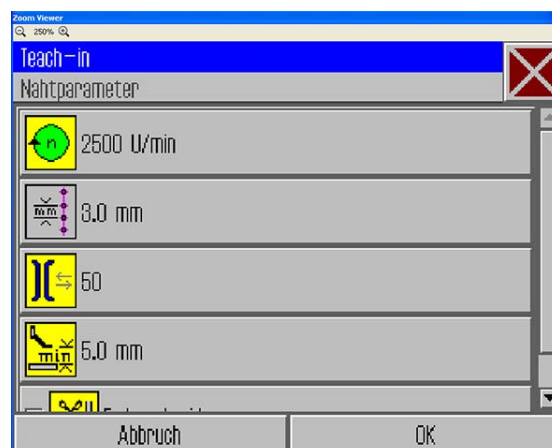 Zoom Viewer
250%
Teach-in
Nahtparameter
n 2500 U/min
mm 3.0 mm
50
min 5.0 mm
Abbruch OK